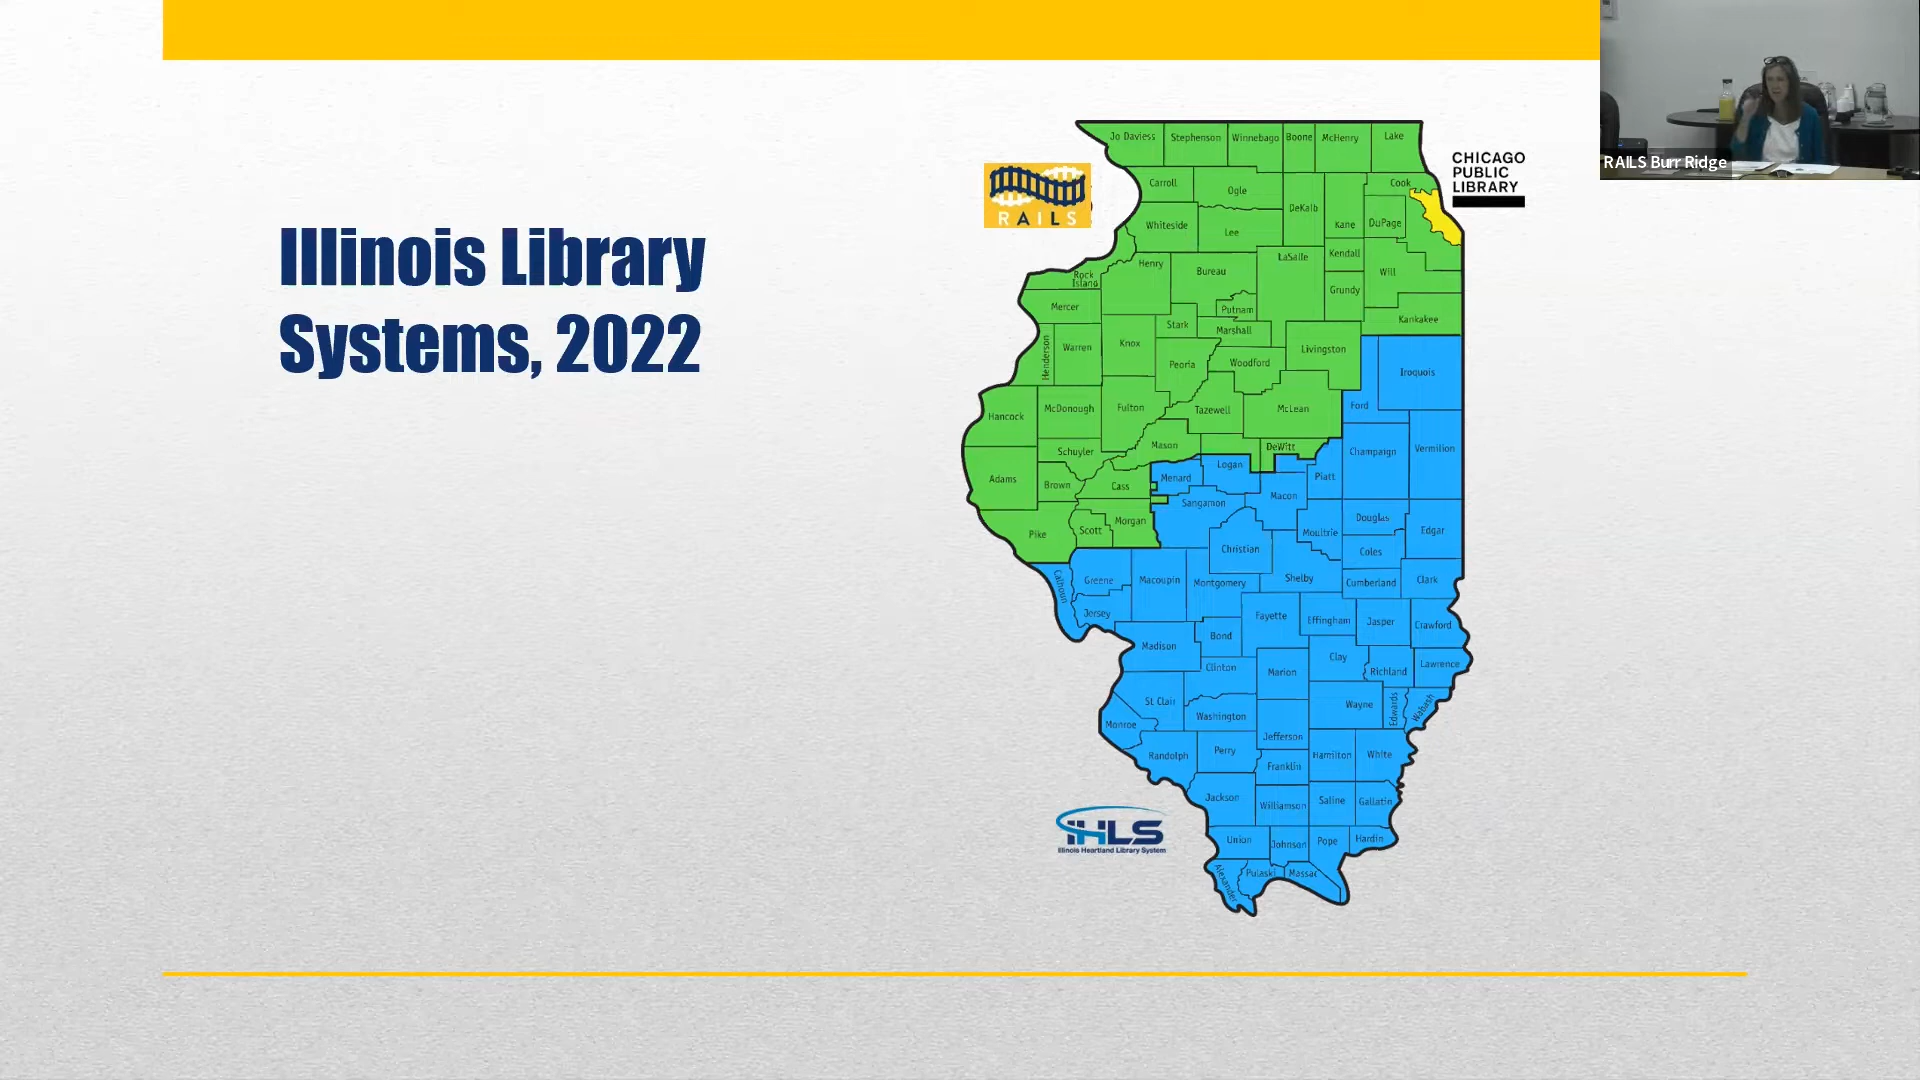 Illinois Library
Systems, 2022
RAILS
CHICAGO
PUBLIC
LIBRARY
RAILS Burr Ridge
Jo Daviess
Stephenson
Winnebago
Boone
McHenry
Lake
Carroll
Ogle
DeKalb
Kane
Cook
DuPage
Whiteside
Lee
Rock
Island
Henry
Bureau
LaSalle
Kendall
Will
Grundy
Mercer
Putnam
Kankakee
Henderson
Warren
Knox
Stark
Marshall
Peoria
Woodford
Livingston
Iroquois
Hancock
McDonough
Fulton
Tazewell
McLean
Ford
Schuyler
Mason
DeWitt
Champaign
Vermilion
Adams
Brown
Cass
Menard
Logan
Piatt
Macon
Sangamon
Pike
Scott
Morgan
Christian
Moultrie
Douglas
Edgar
Coles
Calhoun
Greene
Macoupin
Montgomery
Shelby
Cumberland
Clark
Jersey
Fayette
Effingham
Jasper
Crawford
Madison
Bond
Clinton
Marion
Clay
Richland
Lawrence
St Clair
Washington
Wayne
Edwards
Wabash
Monroe
Jefferson
Randolph
Perry
Franklin
Hamilton
White
Jackson
Williamson
Saline
Gallatin
Union
Johnson
Pope
Hardin
Alexander
Pulaski
Massac
IHLS
Illinois Heartland Library System